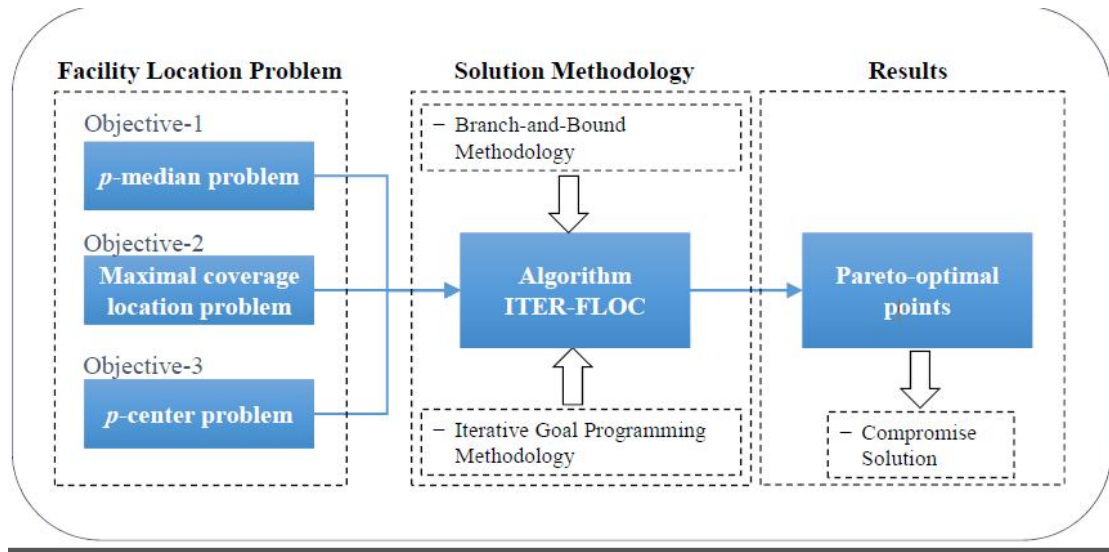 Facility Location Problem
Objective-1
p-median problem
Objective-2
Maximal coverage
location problem
Objective-3
p-center problem
Solution Methodology
– Branch-and-Bound
Methodology
Algorithm
ITER-FLOC
– Iterative Goal Programming
Methodology
Results
Pareto-optimal
points
– Compromise
Solution